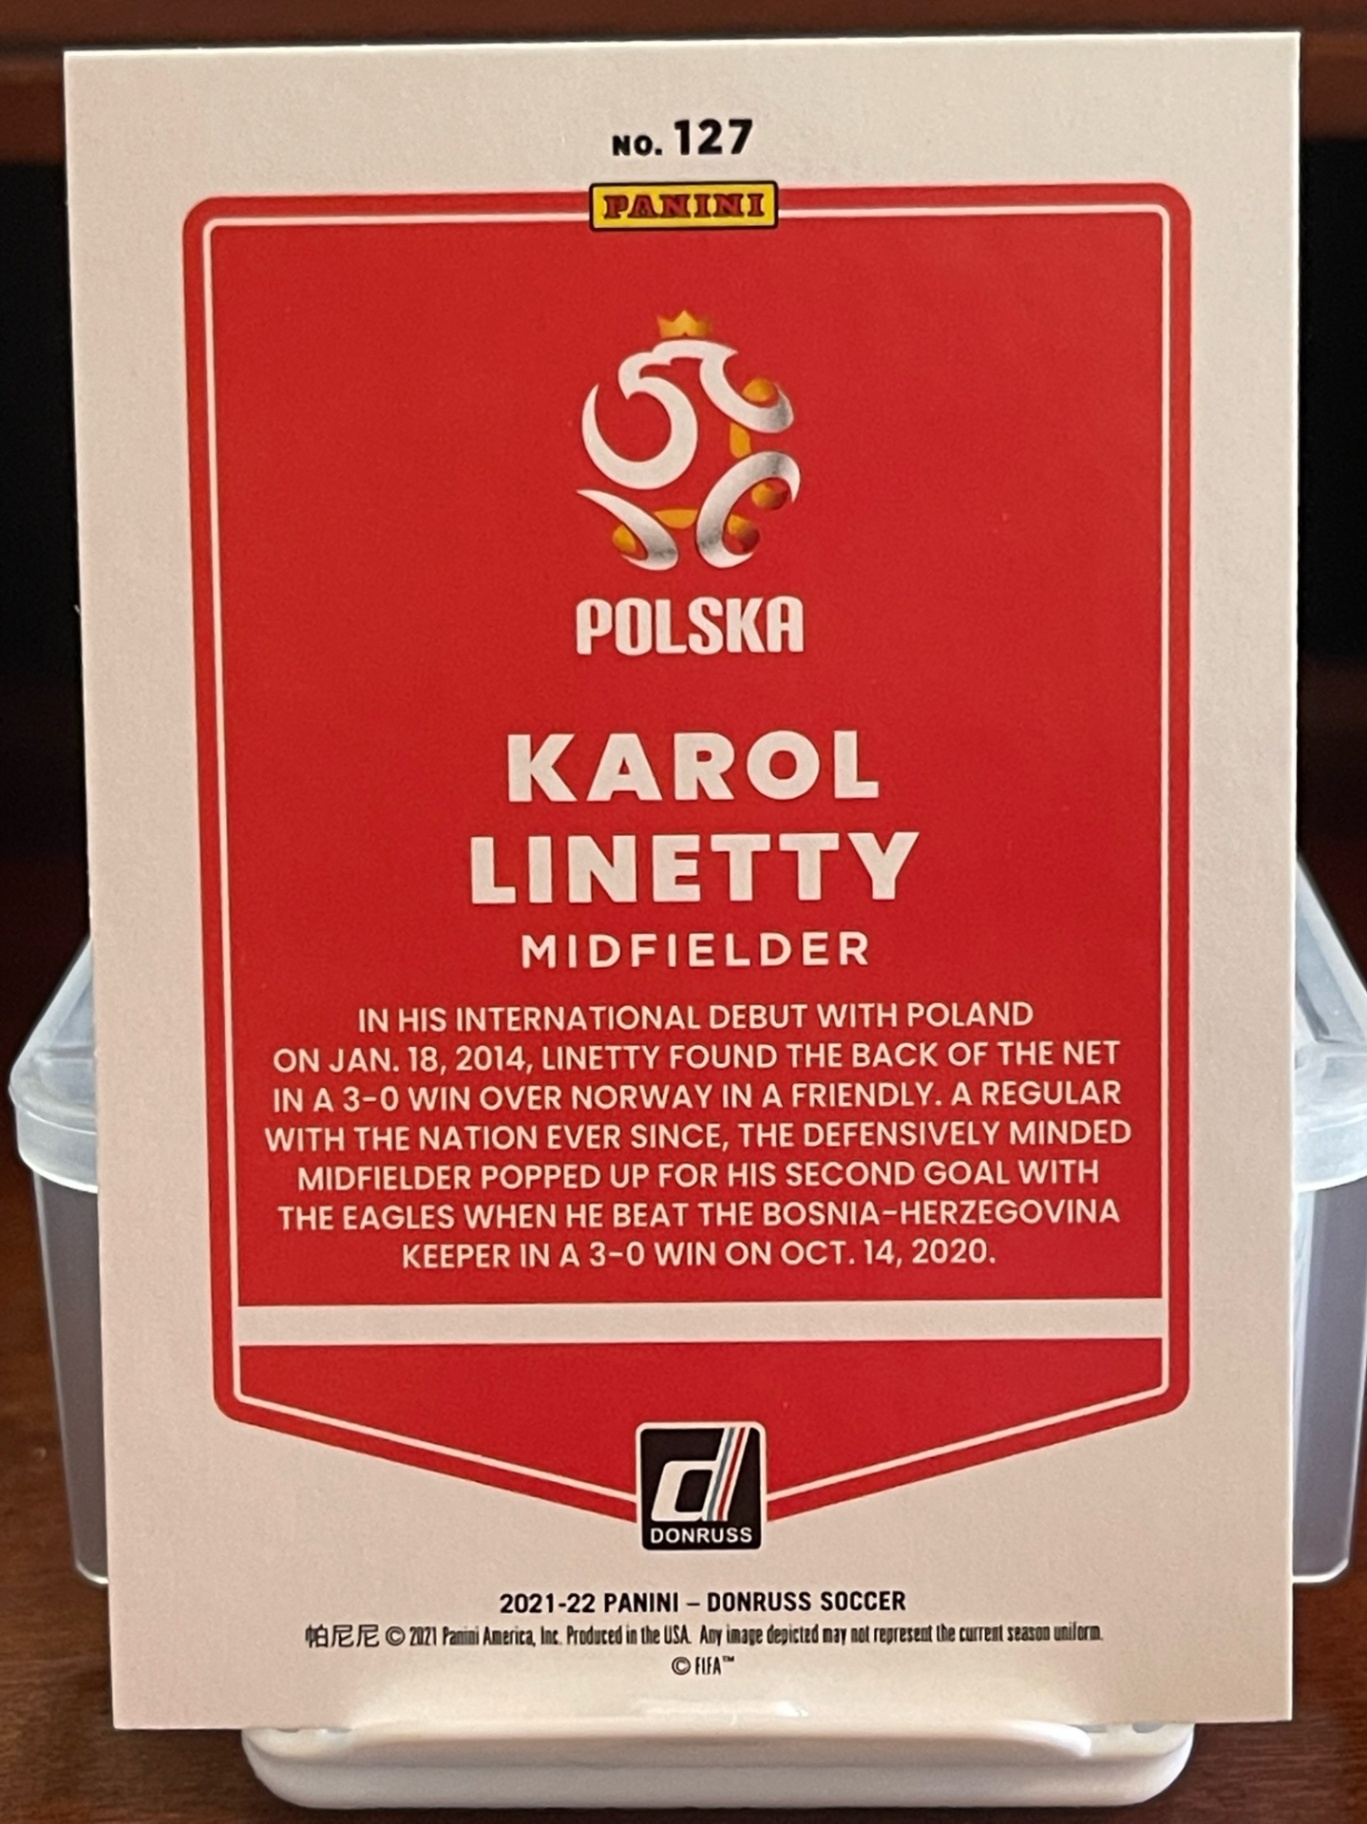 NO. 127
PANINI
POLSKA
KAROL
LINETTY
MIDFIELDER
IN HIS INTERNATIONAL DEBUT WITH POLAND
ON JAN. 18, 2014, LINETTY FOUND THE BACK OF THE NET
IN A 3-0 WIN OVER NORWAY IN A FRIENDLY. A REGULAR
WITH THE NATION EVER SINCE, THE DEFENSIVELY MINDED
MIDFIELDER POPPED UP FOR HIS SECOND GOAL WITH
THE EAGLES WHEN HE BEAT THE BOSNIA-HERZEGOVINA
KEEPER IN A 3-0 WIN ON OCT. 14, 2020.
d
DONRUSS
2021-22 PANINI – DONRUSS SOCCER
帕尼尼 © 2021 Panini America, Inc. Produced in the USA. Any image depicted may not represent the current season uniform.
© FIFA™